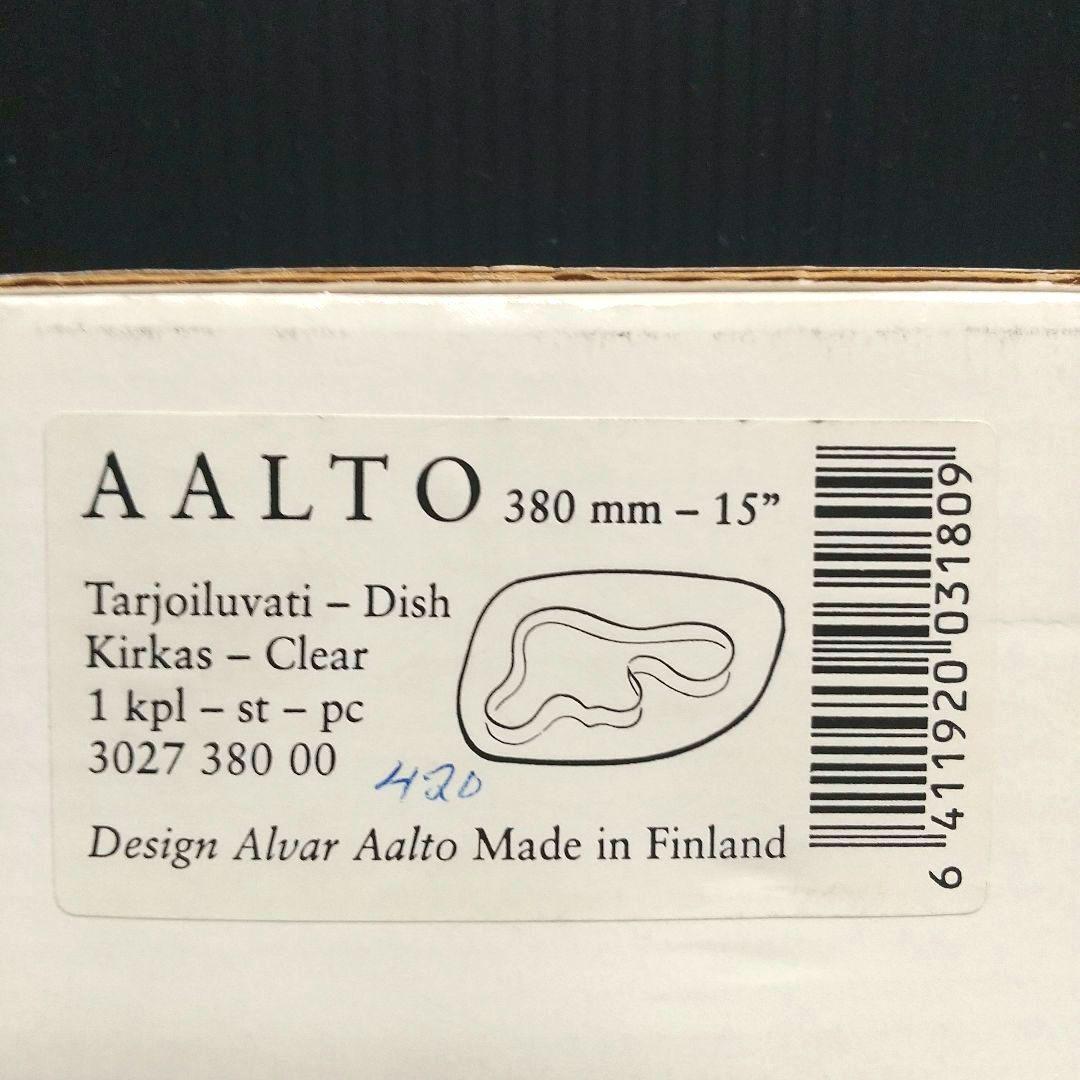 AALTO 380 mm – 15”
Tarjoiluvati – Dish
Kirkas – Clear
1 kpl – st – pc
3027 380 00
420
Design Alvar Aalto Made in Finland
6 411920 031809